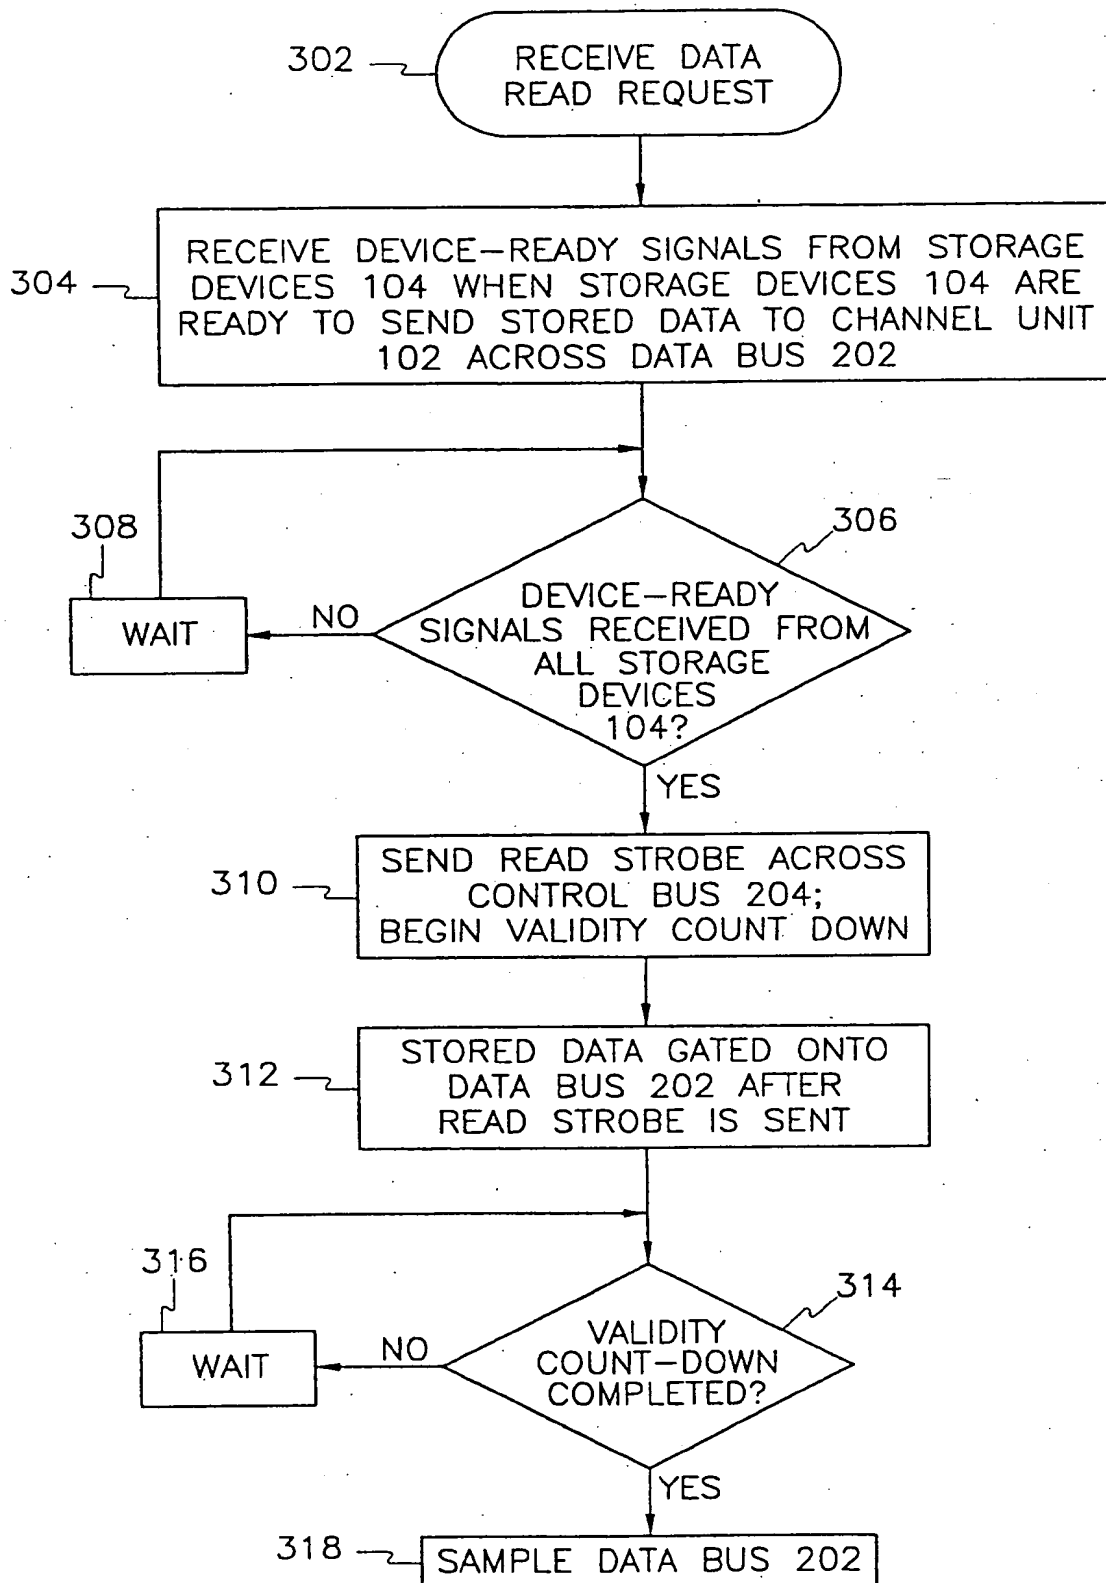 302
RECEIVE DATA
READ REQUEST
304
RECEIVE DEVICE—READY SIGNALS FROM STORAGE
DEVICES 104 WHEN STORAGE DEVICES 104 ARE
READY TO SEND STORED DATA TO CHANNEL UNIT
102 ACROSS DATA BUS 202
308
WAIT
NO
306
DEVICE—READY
SIGNALS RECEIVED FROM
ALL STORAGE
DEVICES
104?
YES
310
SEND READ STROBE ACROSS
CONTROL BUS 204;
BEGIN VALIDITY COUNT DOWN
312
STORED DATA GATED ONTO
DATA BUS 202 AFTER
READ STROBE IS SENT
316
WAIT
NO
314
VALIDITY
COUNT—DOWN
COMPLETED?
YES
318
SAMPLE DATA BUS 202